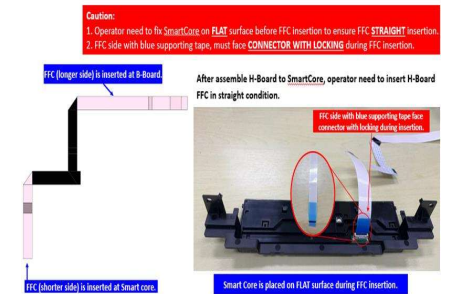 Caution:
1. Operator need to fix SmartCore on FLAT surface before FFC insertion to ensure FFC STRAIGHT insertion.
2. FFC side with blue supporting tape, must face CONNECTOR WITH LOCKING during FFC insertion.
FFC (longer side) is inserted at B-Board.
After assemble H-Board to SmartCore, operator need to insert H-Board
FFC in straight condition.
FFC side with blue supporting tape face
connector with locking during insertion.
FFC (shorter side) is inserted at Smart core.
Smart Core is placed on FLAT surface during FFC insertion.